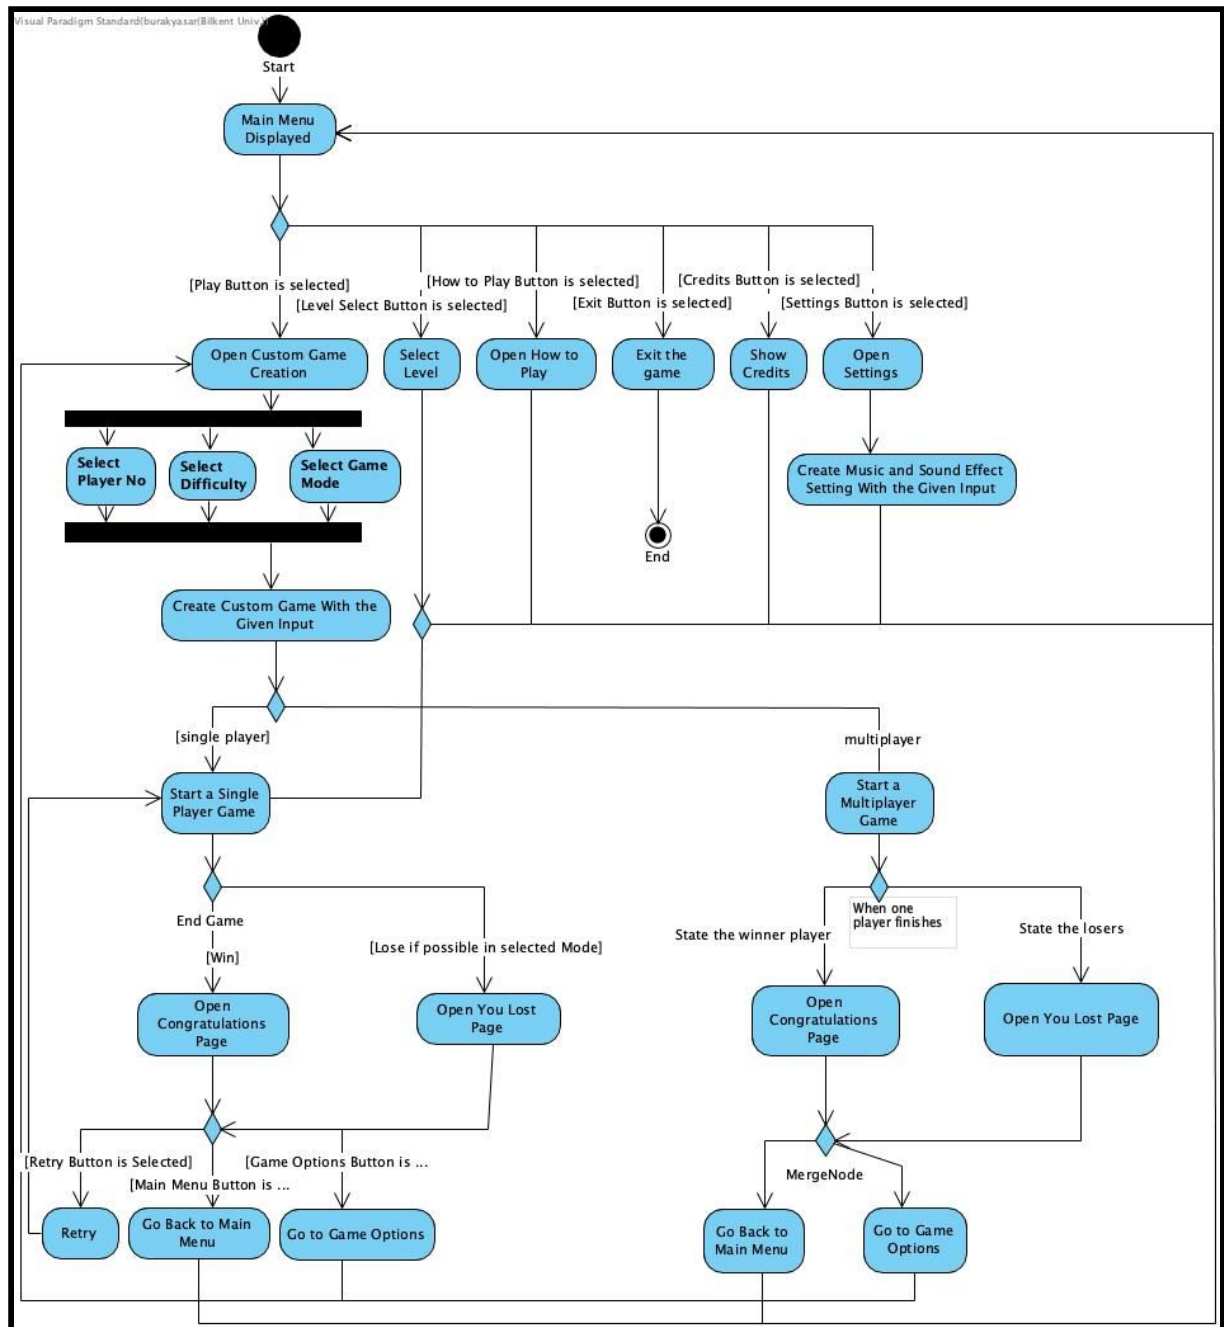 Visual Paradigm Standard(burakyasar(Bilkent Univ.))
Start
Main Menu
Displayed
[Play Button is selected]
[Level Select Button is selected]
[How to Play Button is selected]
[Exit Button is selected]
[Credits Button is selected]
[Settings Button is selected]
Open Custom Game
Creation
Select
Level
Open How to
Play
Exit the
game
Show
Credits
Open
Settings
Select
Player No
Select
Difficulty
Select Game
Mode
Create Music and Sound Effect
Setting With the Given Input
End
Create Custom Game With the
Given Input
[single player]
multiplayer
Start a Single
Player Game
Start a
Multiplayer
Game
End Game
[Win]
[Lose if possible in selected Mode]
State the winner player
When one
player finishes
State the losers
Open
Congratulations
Page
Open You Lost
Page
Open
Congratulations
Page
Open You Lost Page
[Retry Button is Selected]
[Main Menu Button is ...
[Game Options Button is ...
MergeNode
Retry
Go Back to Main
Menu
Go to Game Options
Go Back to
Main Menu
Go to Game
Options